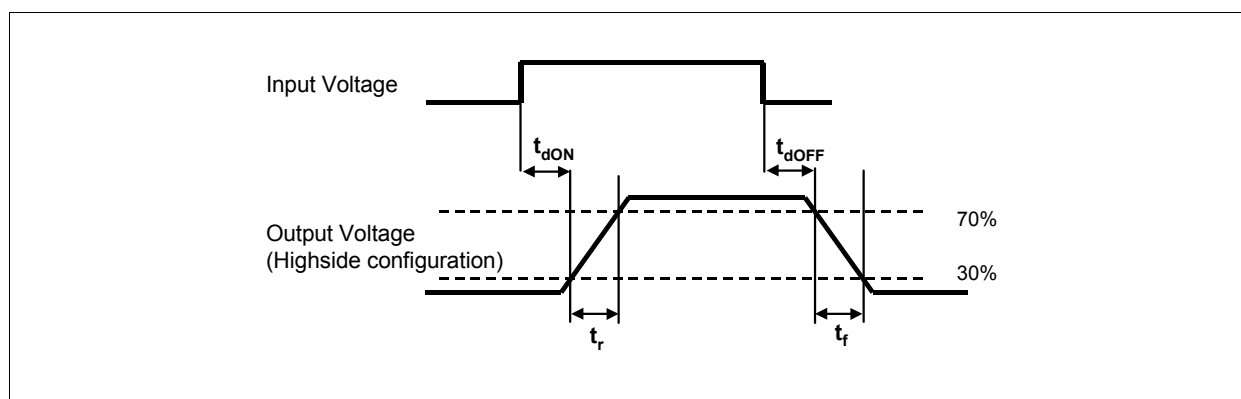 Input Voltage
tdON
tdOFF
70%
Output Voltage
(Highside configuration)
30%
tr
tf